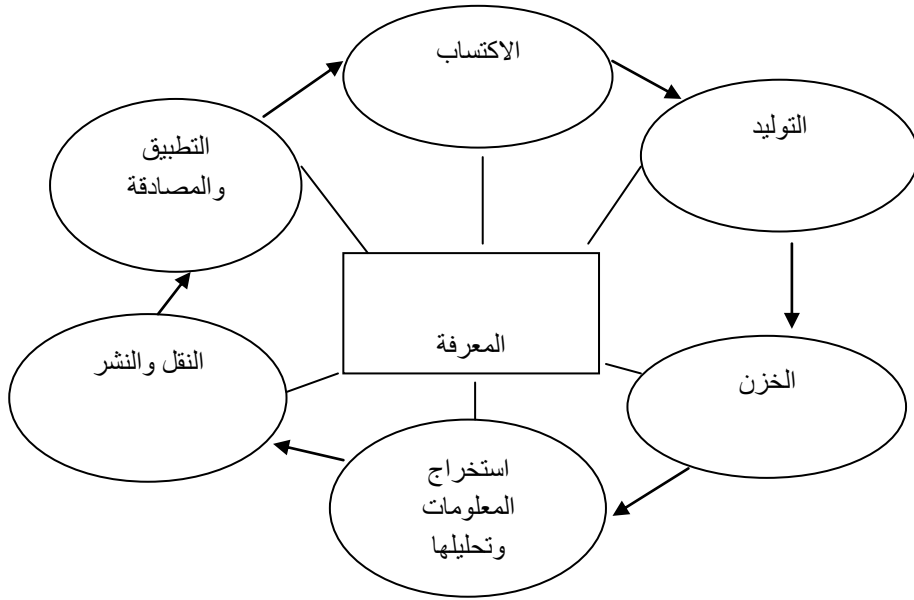 الاكتساب
التوليد
الخزن
استخراج
المعلومات
وتحليلها
النقل والنشر
التطبيق
والمصادقة
المعرفة